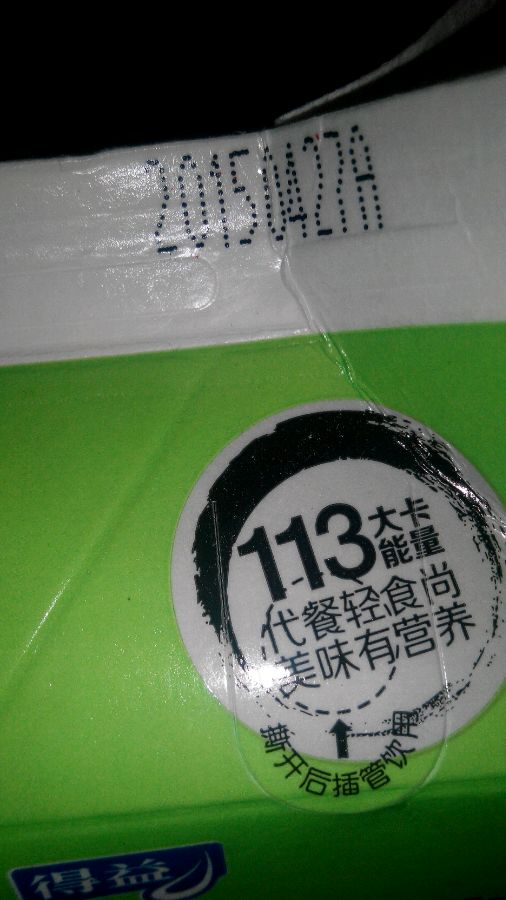 20150427A
113大卡
能量
代餐轻食尚
美味有营养
撕开后插管饮用
得益